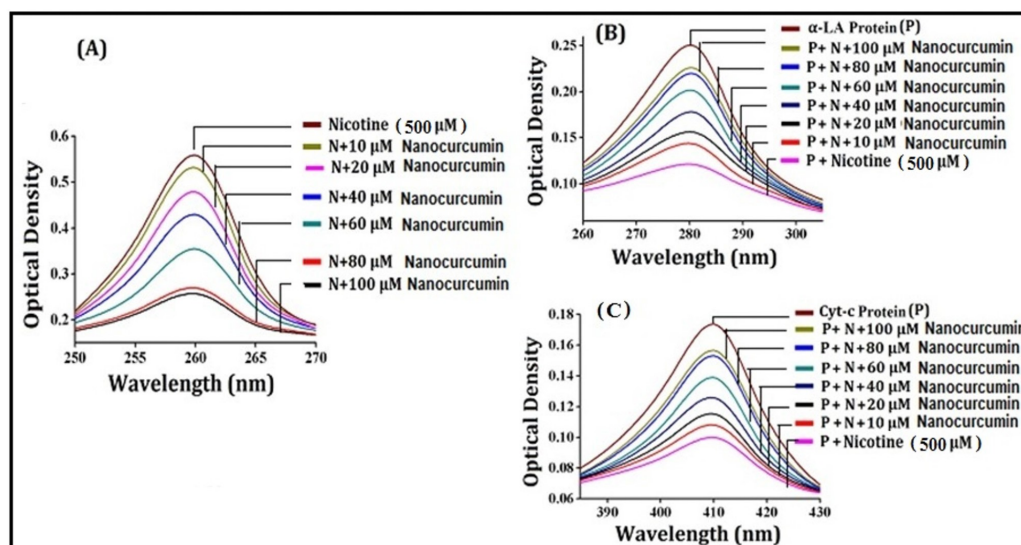 (A)
Optical Density
0.6
0.5
0.4
0.3
0.2
250
255
260
265
270
Wavelength (nm)
Nicotine (500 µM)
N+10 µM Nanocurcumin
N+20 µM Nanocurcumin
N+40 µM Nanocurcumin
N+60 µM Nanocurcumin
N+80 µM Nanocurcumin
N+100 µM Nanocurcumin
(B)
Optical Density
0.25
0.20
0.15
0.10
260
270
280
290
300
Wavelength (nm)
α-LA Protein (P)
P+ N+100 µM Nanocurcumin
P+ N+80 µM Nanocurcumin
P+ N+60 µM Nanocurcumin
P+ N+40 µM Nanocurcumin
P+ N+20 µM Nanocurcumin
P+ N+10 µM Nanocurcumin
P + Nicotine (500 µM)
(C)
Optical Density
0.18
0.16
0.14
0.12
0.10
0.08
0.06
390
400
410
420
430
Wavelength (nm)
Cyt-c Protein (P)
P+ N+100 µM Nanocurcumin
P + N+80 µM Nanocurcumin
P + N+60 µM Nanocurcumin
P + N+40 µM Nanocurcumin
P + N+20 µM Nanocurcumin
P + N+10 µM Nanocurcumin
P +Nicotine (500 µM)